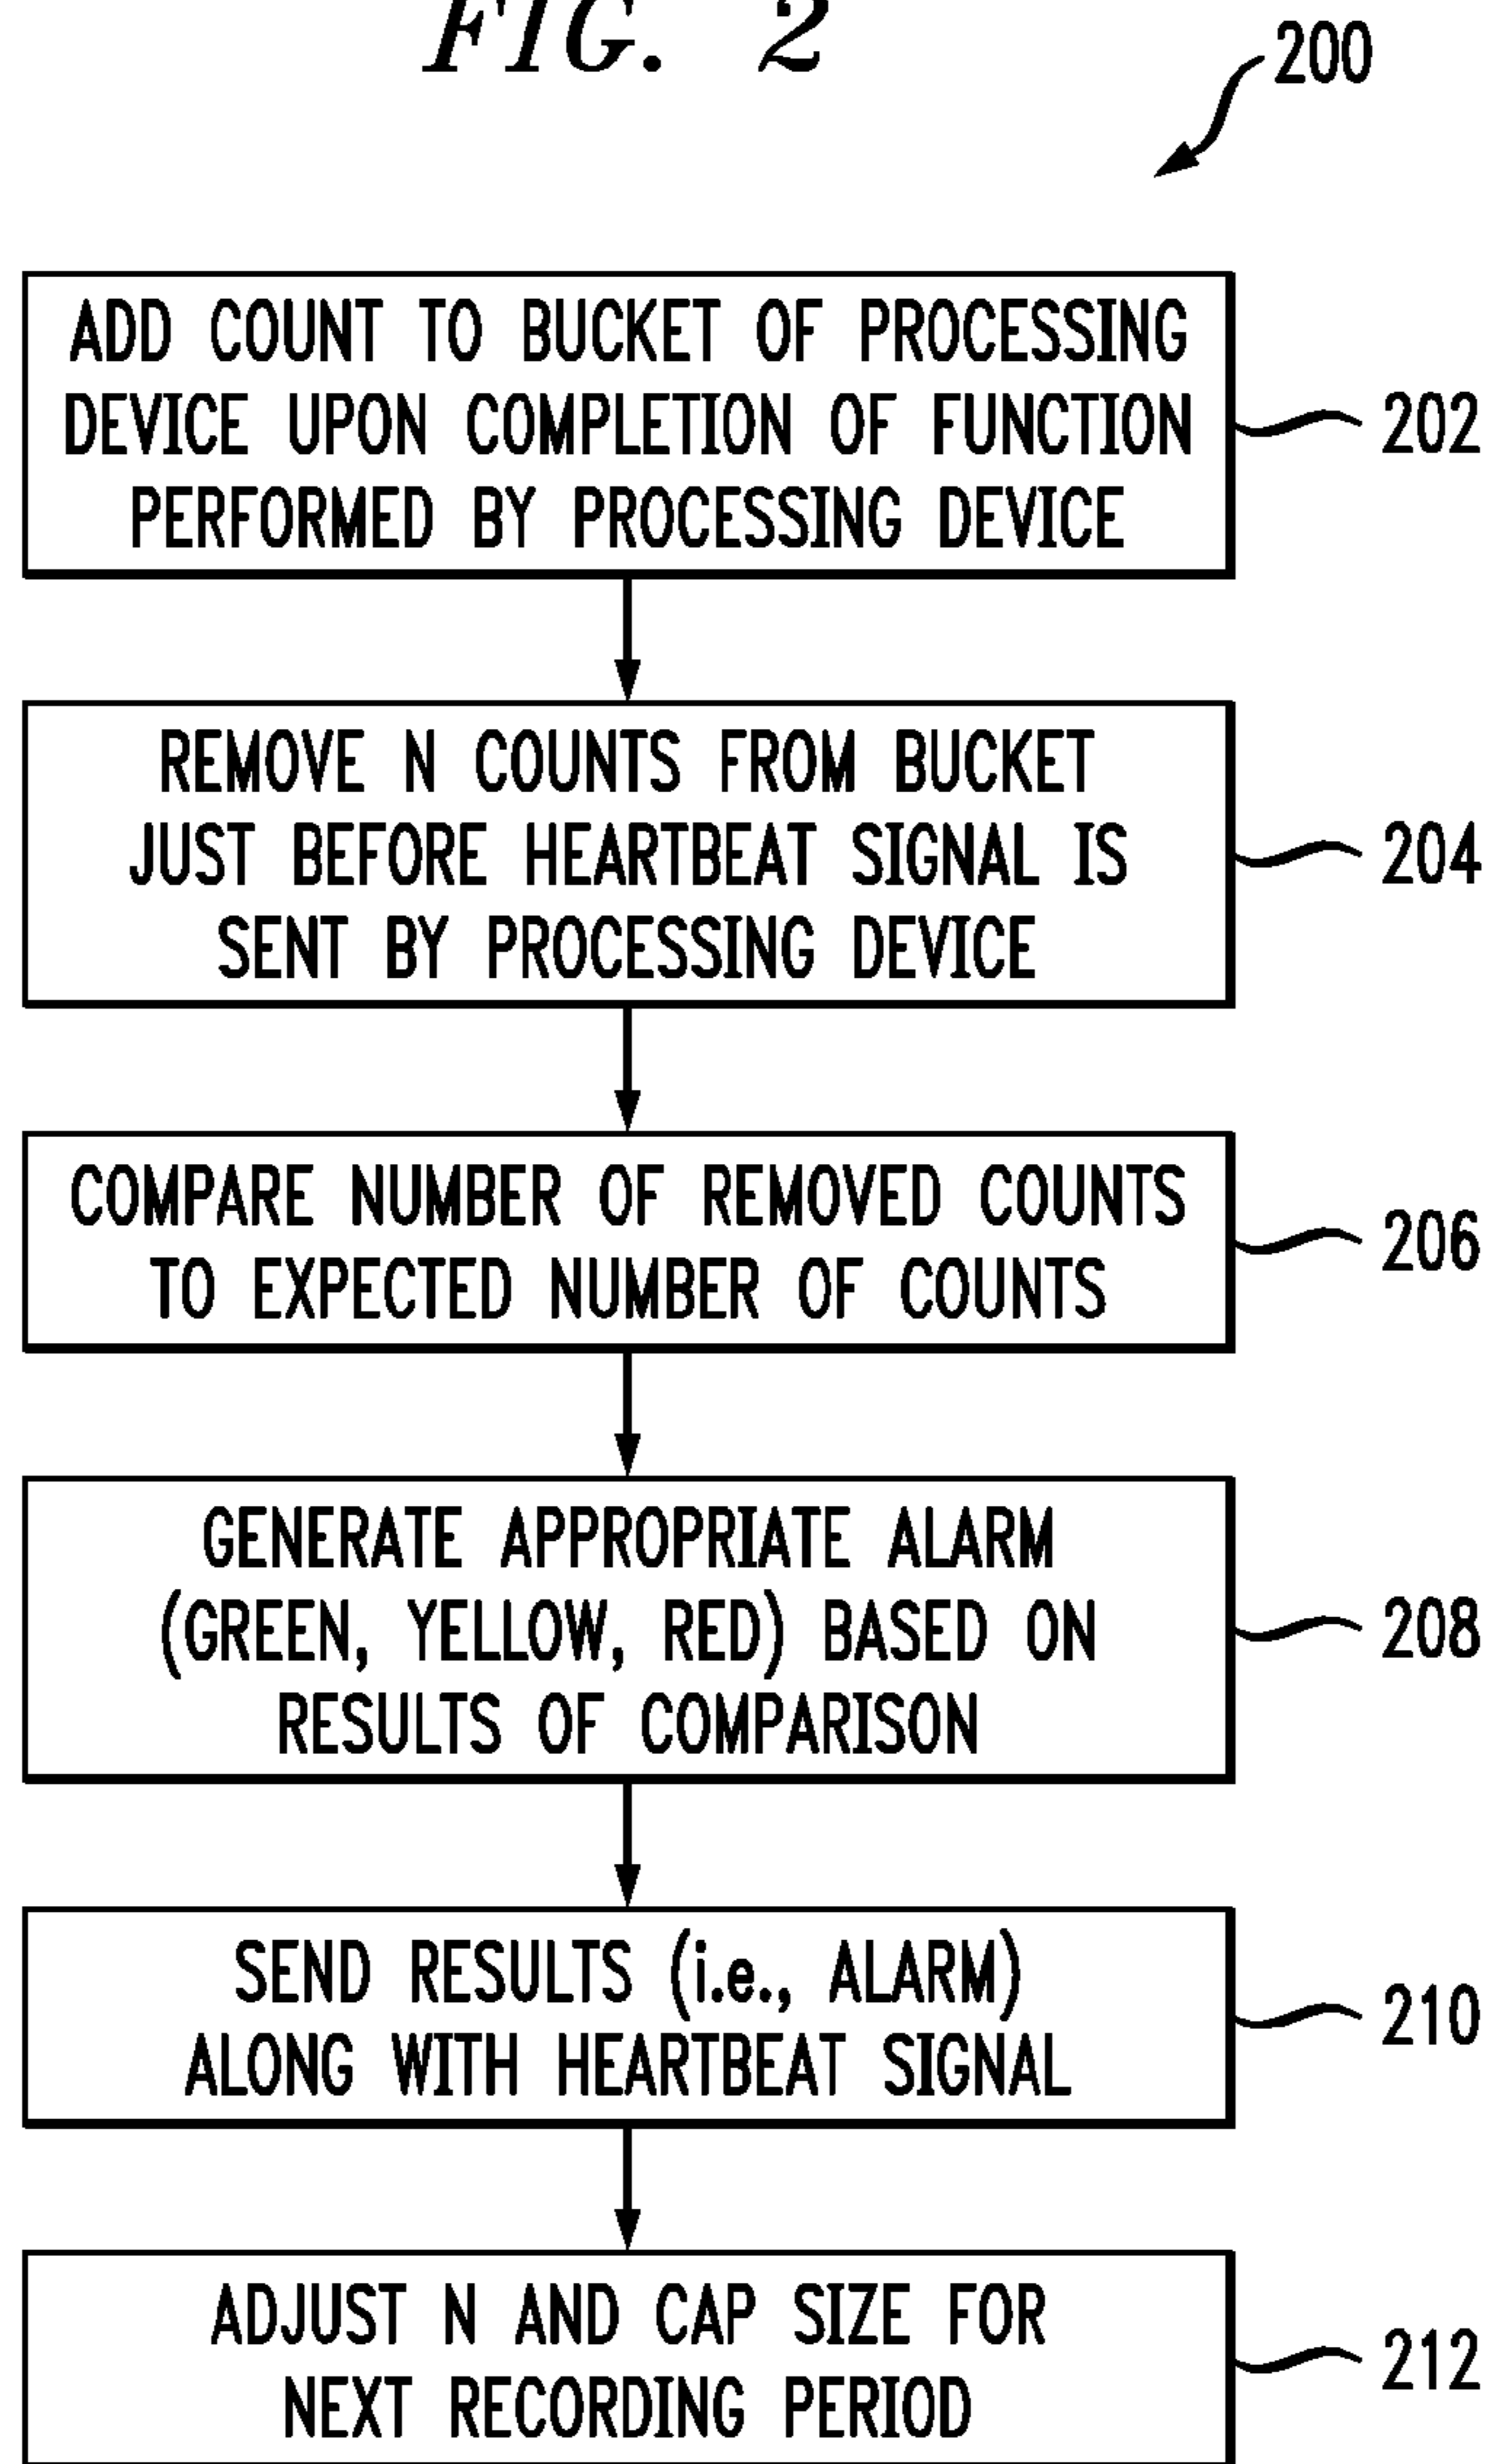 FIG. 2
200
ADD COUNT TO BUCKET OF PROCESSING
DEVICE UPON COMPLETION OF FUNCTION
PERFORMED BY PROCESSING DEVICE
202
REMOVE N COUNTS FROM BUCKET
JUST BEFORE HEARTBEAT SIGNAL IS
SENT BY PROCESSING DEVICE
204
COMPARE NUMBER OF REMOVED COUNTS
TO EXPECTED NUMBER OF COUNTS
206
GENERATE APPROPRIATE ALARM
(GREEN, YELLOW, RED) BASED ON
RESULTS OF COMPARISON
208
SEND RESULTS (i.e., ALARM)
ALONG WITH HEARTBEAT SIGNAL
210
ADJUST N AND CAP SIZE FOR
NEXT RECORDING PERIOD
212